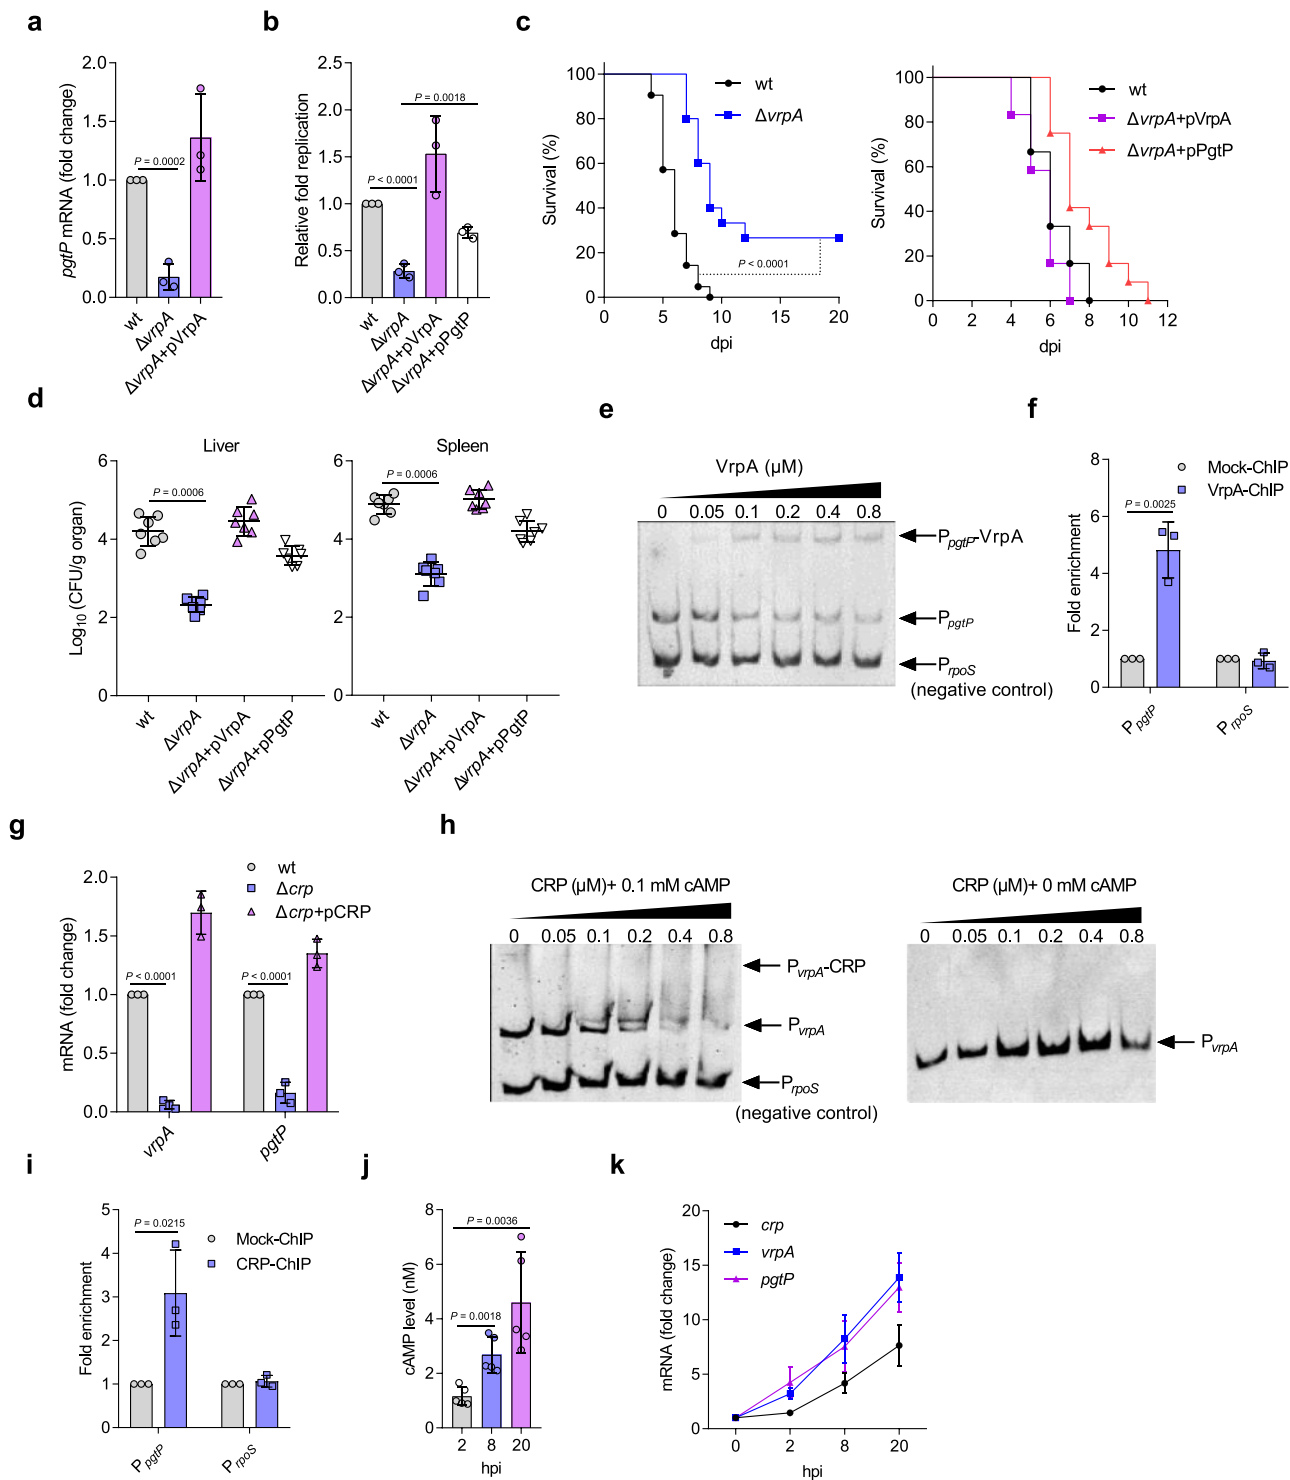 a
pgtP mRNA (fold change)
2.0
1.5
1.0
0.5
0.0
P = 0.0002
wt
ΔvrpA
ΔvrpA+pVrpA
b
Relative fold replication
2.5
2.0
1.5
1.0
0.5
0.0
P = 0.0018
P < 0.0001
wt
ΔvrpA
ΔvrpA+pVrpA
ΔvrpA+pPgtP
c
Survival (%)
100
80
60
40
20
0
wt
ΔvrpA
P < 0.0001
0 5 10 15 20
dpi
Survival (%)
100
80
60
40
20
0
wt
ΔvrpA+pVrpA
ΔvrpA+pPgtP
0 2 4 6 8 10 12
dpi
d
Liver
Log10 (CFU/g organ)
6
4
2
0
P = 0.0006
wt
ΔvrpA
ΔvrpA+pVrpA
ΔvrpA+pPgtP
Spleen
6
4
2
0
P = 0.0006
wt
ΔvrpA
ΔvrpA+pVrpA
ΔvrpA+pPgtP
e
VrpA (μM)
0 0.05 0.1 0.2 0.4 0.8
PpgtP-VrpA
PpgtP
PrpoS
(negative control)
f
Mock-ChIP
VrpA-ChIP
Fold enrichment
8
6
4
2
0
P = 0.0025
PpgtP
PrpoS
g
wt
Δcrp
Δcrp+pCRP
mRNA (fold change)
2.0
1.5
1.0
0.5
0.0
P < 0.0001
P < 0.0001
vrpA
pgtP
h
CRP (μM)+ 0.1 mM cAMP
0 0.05 0.1 0.2 0.4 0.8
PvrpA-CRP
PvrpA
PrpoS
(negative control)
CRP (μM)+ 0 mM cAMP
0 0.05 0.1 0.2 0.4 0.8
PvrpA
i
Fold enrichment
5
4
3
2
1
0
P = 0.0215
Mock-ChIP
CRP-ChIP
PpgtP
PrpoS
j
cAMP level (nM)
8
6
4
2
0
P = 0.0036
P = 0.0018
2 8 20
hpi
k
mRNA (fold change)
20
15
10
5
0
crp
vrpA
pgtP
0 2 8 20
hpi